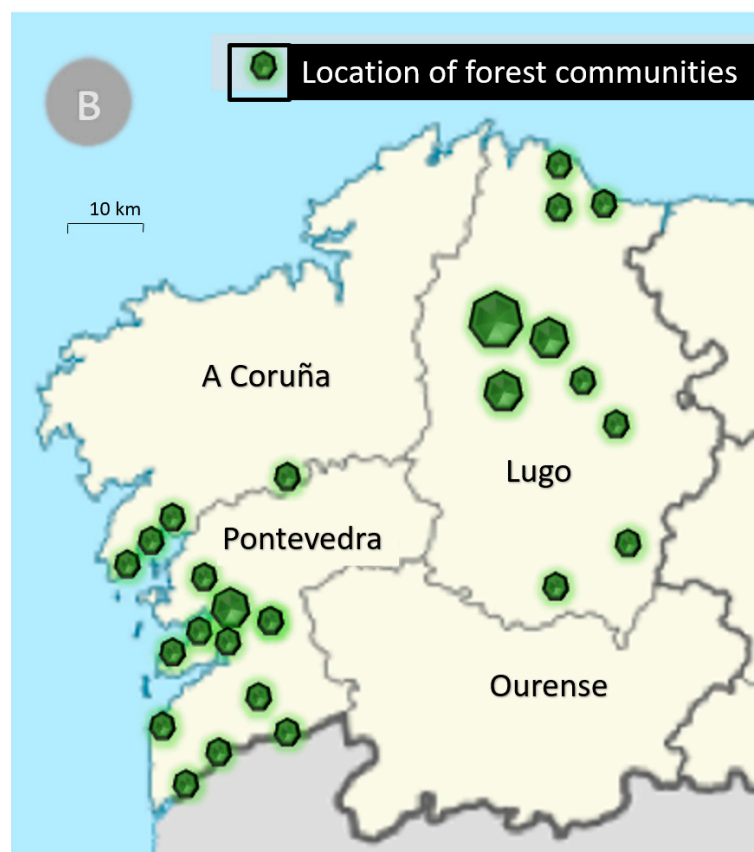 Location of forest communities
B
10 km
A Coruña
Lugo
Pontevedra
Ourense